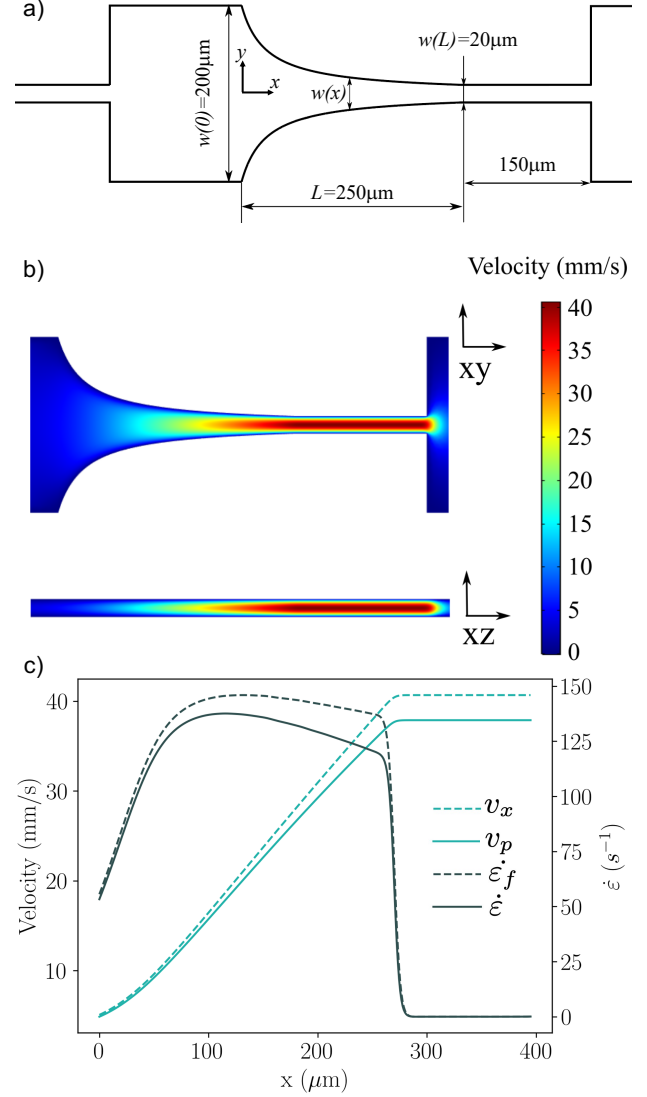 a)
w(L)=20μm
y
x
w(0)=200μm
w(x)
150μm
L=250μm
b)
Velocity (mm/s)
40
35
30
25
20
15
10
5
0
xy
xz
c)
40
30
20
10
Velocity (mm/s)
150
125
100
75
50
25
0
ε̇ (s⁻¹)
vₓ
vₚ
ε̇_f
ε̇
0 100 200 300 400
x (μm)